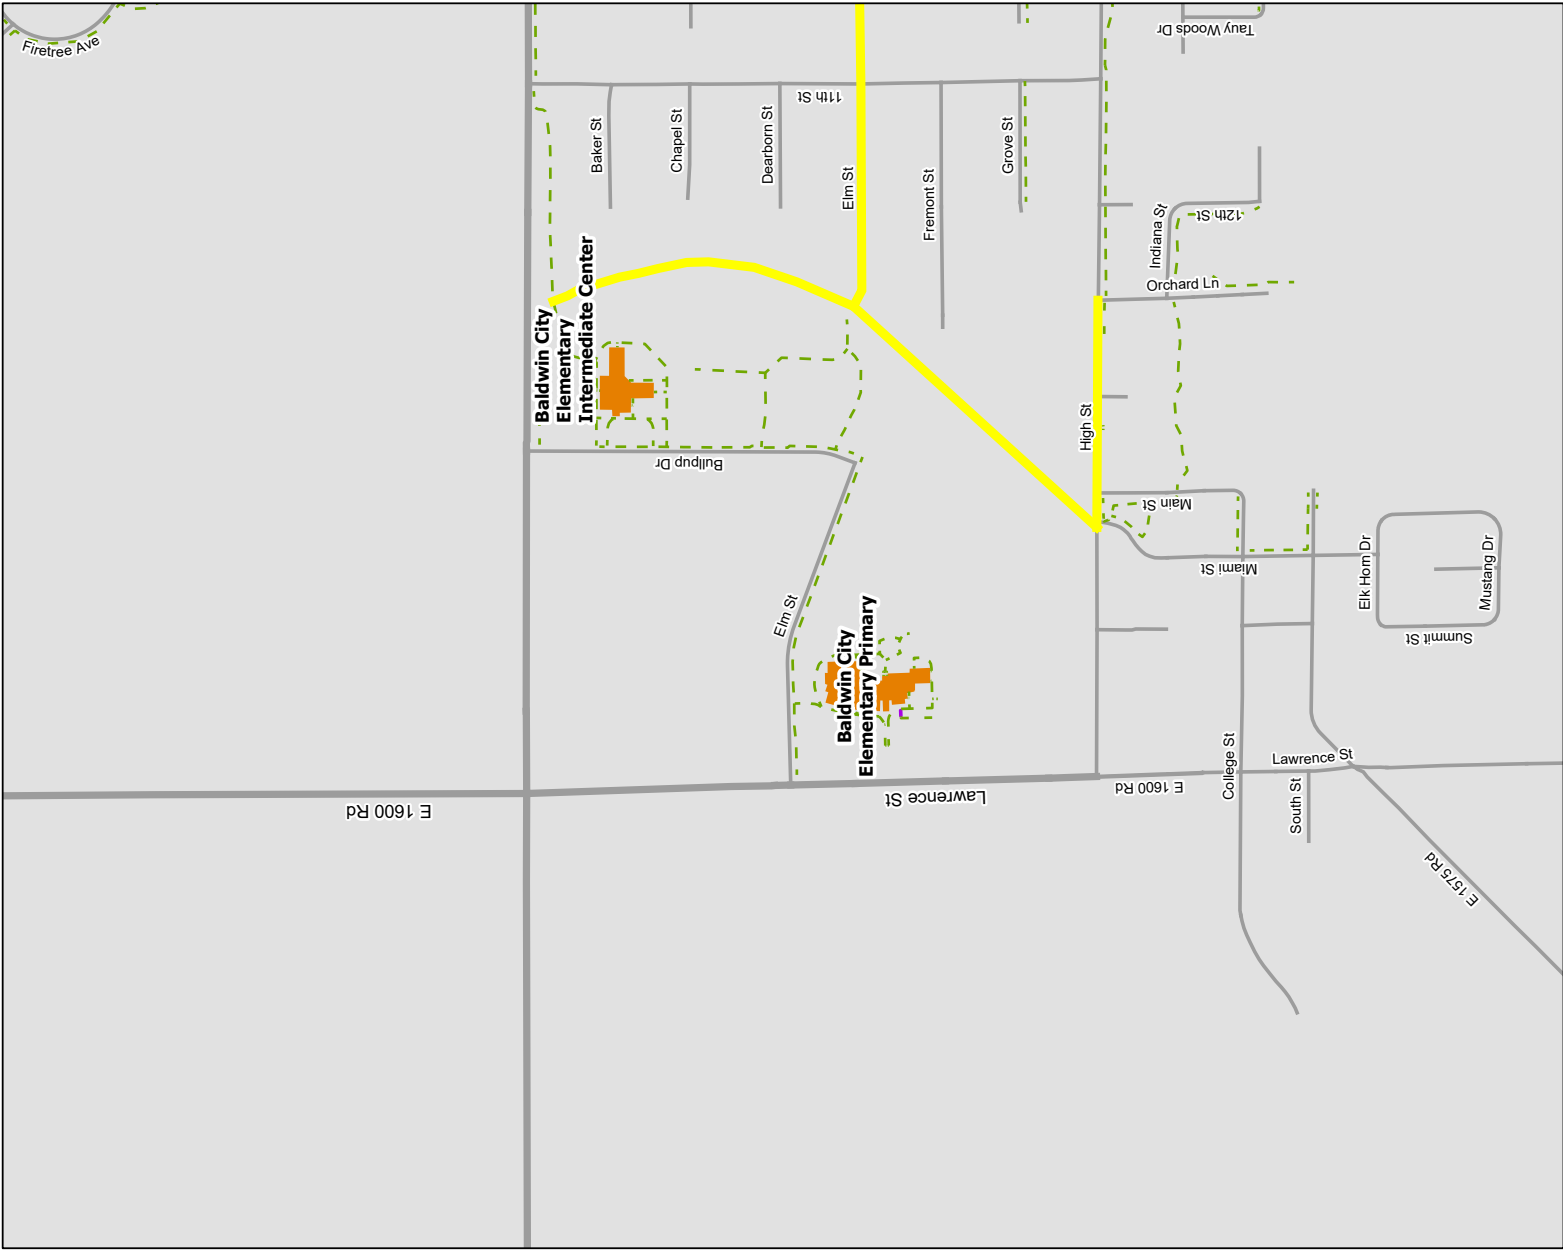 Firetree Ave
Tauy Woods Dr
11th St
Baker St
Chapel St
Dearborn St
Elm St
Fremont St
Grove St
Indiana St
12th St
Orchard Ln
Baldwin City
Elementary
Intermediate Center
High St
Bullpup Dr
Main St
Miami St
Elk Horn Dr
Mustang Dr
Summit St
Elm St
Baldwin City
Elementary Primary
College St
Lawrence St
South St
E 1600 Rd
Lawrence St
E 1600 Rd
E 1575 Rd